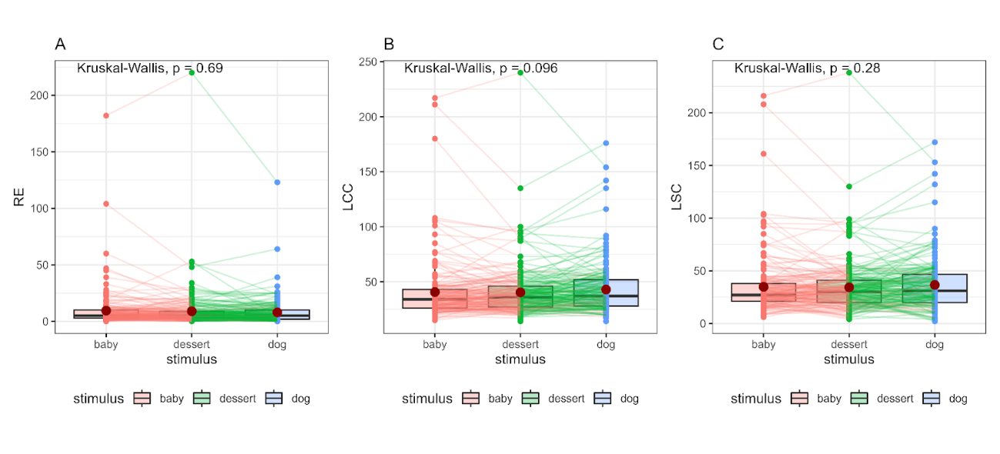 A
Kruskal-Wallis, p = 0.69
RE
200
150
100
50
0
baby dessert dog
stimulus
stimulus baby dessert dog
B
Kruskal-Wallis, p = 0.096
LCC
250
200
150
100
50
baby dessert dog
stimulus
stimulus baby dessert dog
C
Kruskal-Wallis, p = 0.28
LSC
200
150
100
50
0
baby dessert dog
stimulus
stimulus baby dessert dog